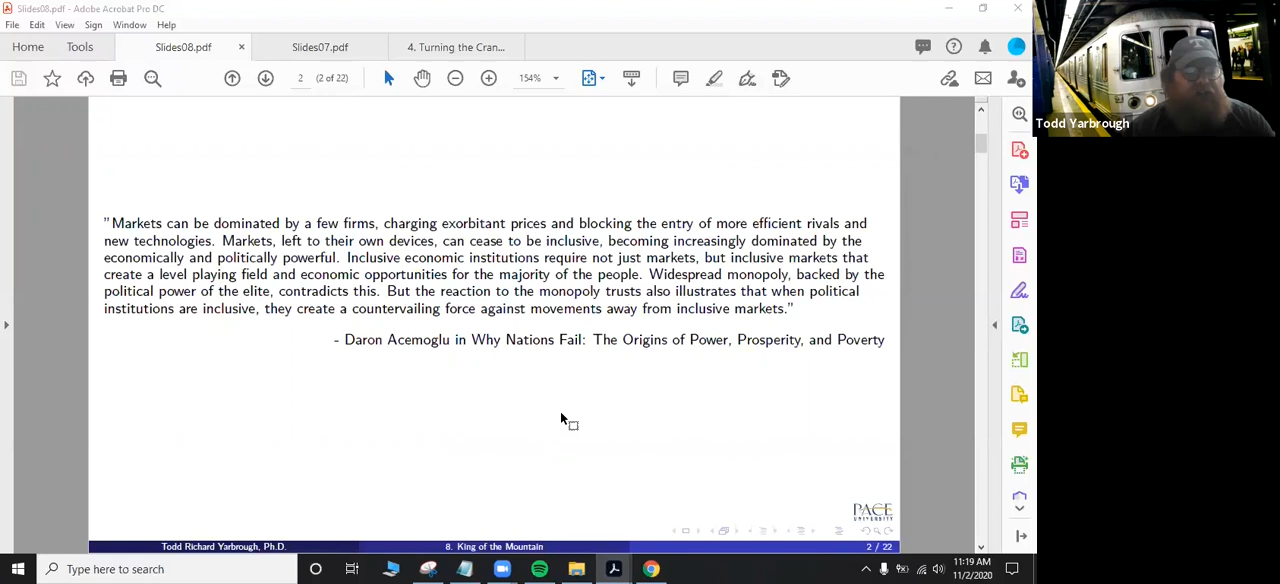 Slides08.pdf - Adobe Acrobat Pro DC
File Edit View Sign Window Help
Home Tools Slides08.pdf × Slides07.pdf 4. Turning the Cran...
2 (2 of 22) 154%
Todd Yarbrough
"Markets can be dominated by a few firms, charging exorbitant prices and blocking the entry of more efficient rivals and
new technologies. Markets, left to their own devices, can cease to be inclusive, becoming increasingly dominated by the
economically and politically powerful. Inclusive economic institutions require not just markets, but inclusive markets that
create a level playing field and economic opportunities for the majority of the people. Widespread monopoly, backed by the
political power of the elite, contradicts this. But the reaction to the monopoly trusts also illustrates that when political
institutions are inclusive, they create a countervailing force against movements away from inclusive markets."
- Daron Acemoglu in Why Nations Fail: The Origins of Power, Prosperity, and Poverty
PACE
UNIVERSITY
Todd Richard Yarbrough, Ph.D. 8. King of the Mountain 2 / 22
Type here to search
11:19 AM
11/2/2020